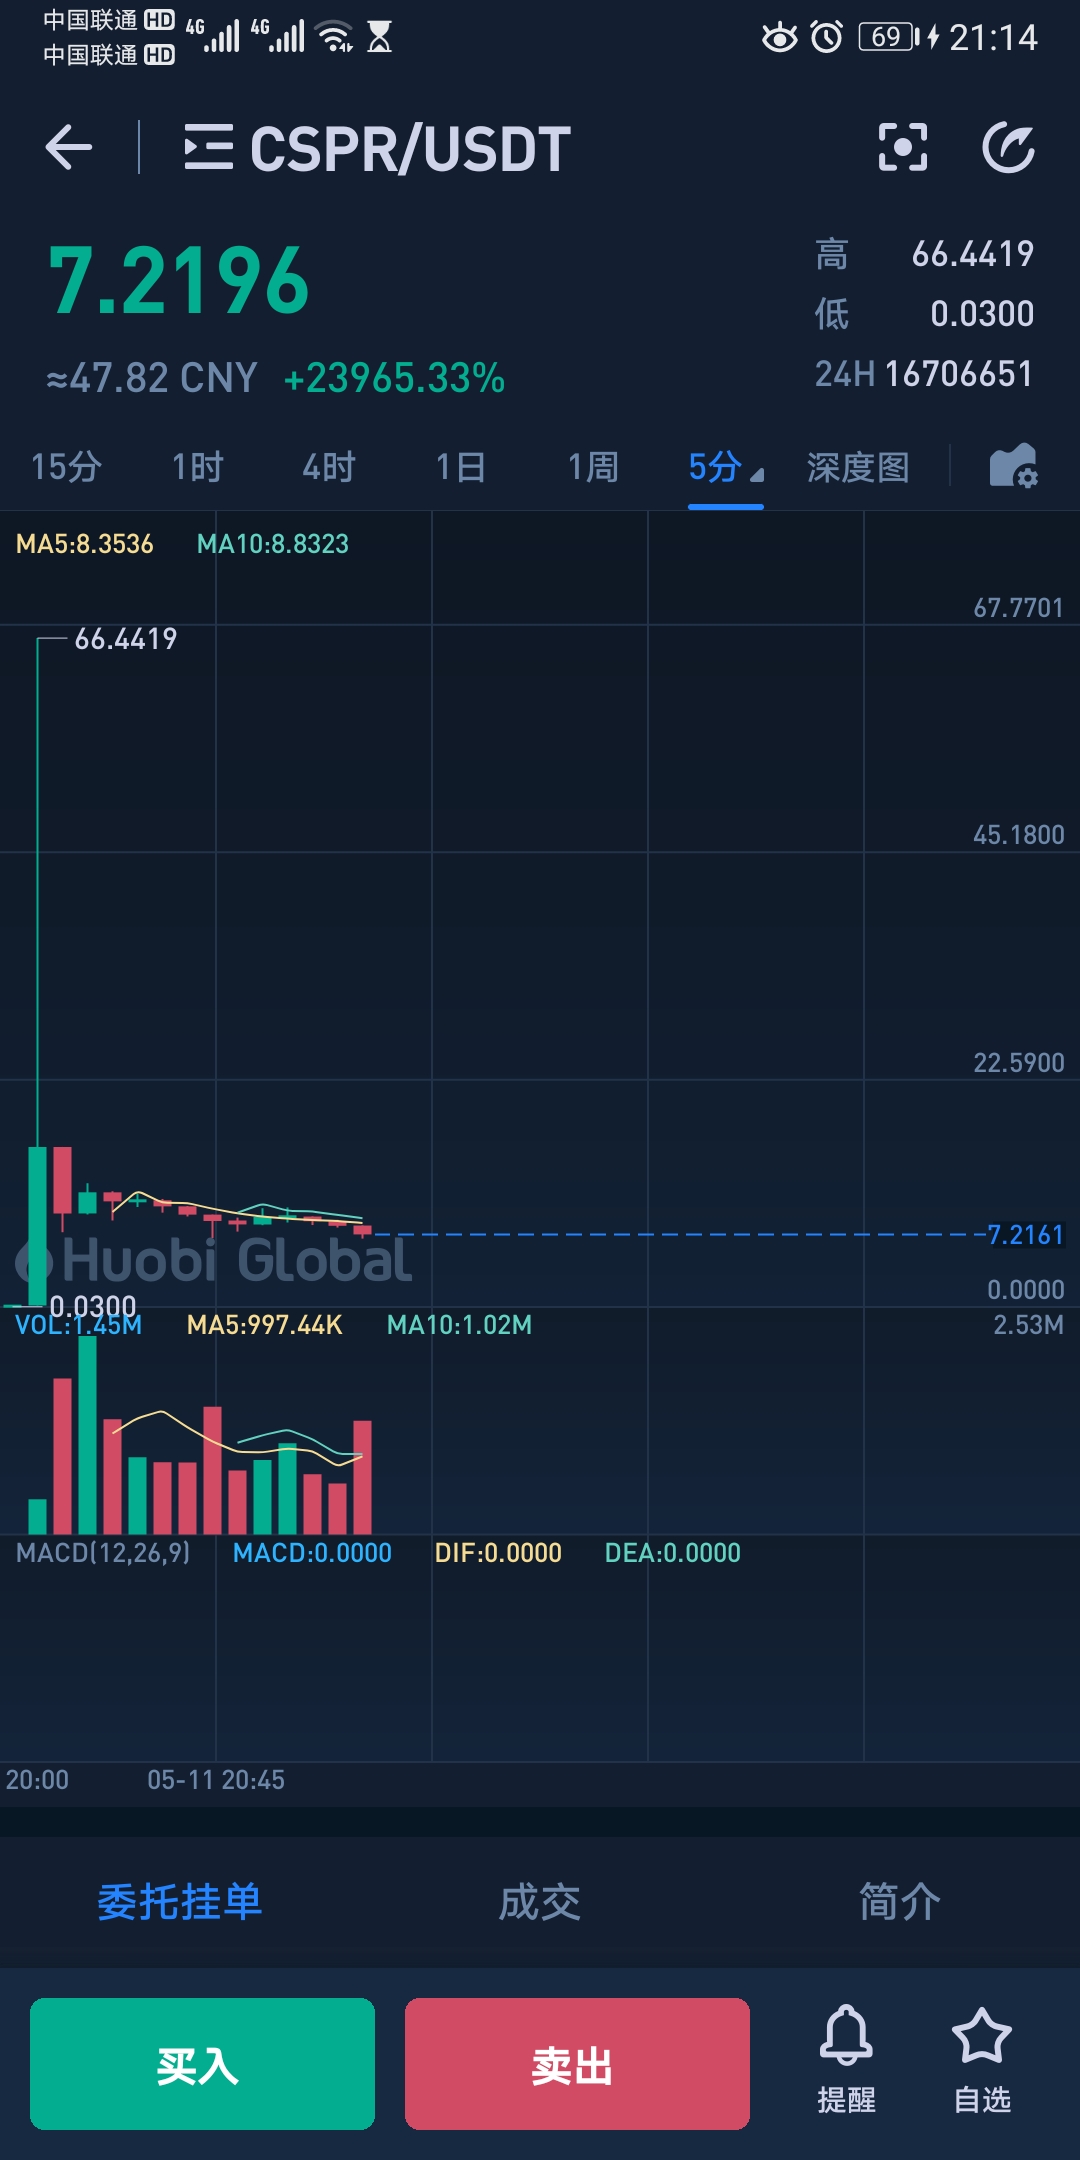 中国联通 HD 4G 4G 69 21:14
中国联通 HD
CSPR/USDT
7.2196
高 66.4419
低 0.0300
≈47.82 CNY +23965.33%
24H 16706651
15分 1时 4时 1日 1周 5分 深度图
MA5:8.3536 MA10:8.8323
67.7701
66.4419
45.1800
22.5900
7.2161
Huobi Global
0.0000
0.0300
VOL:1.45M MA5:997.44K MA10:1.02M 2.53M
MACD(12,26,9) MACD:0.0000 DIF:0.0000 DEA:0.0000
20:00 05-11 20:45
委托挂单 成交 简介
买入 卖出 提醒 自选